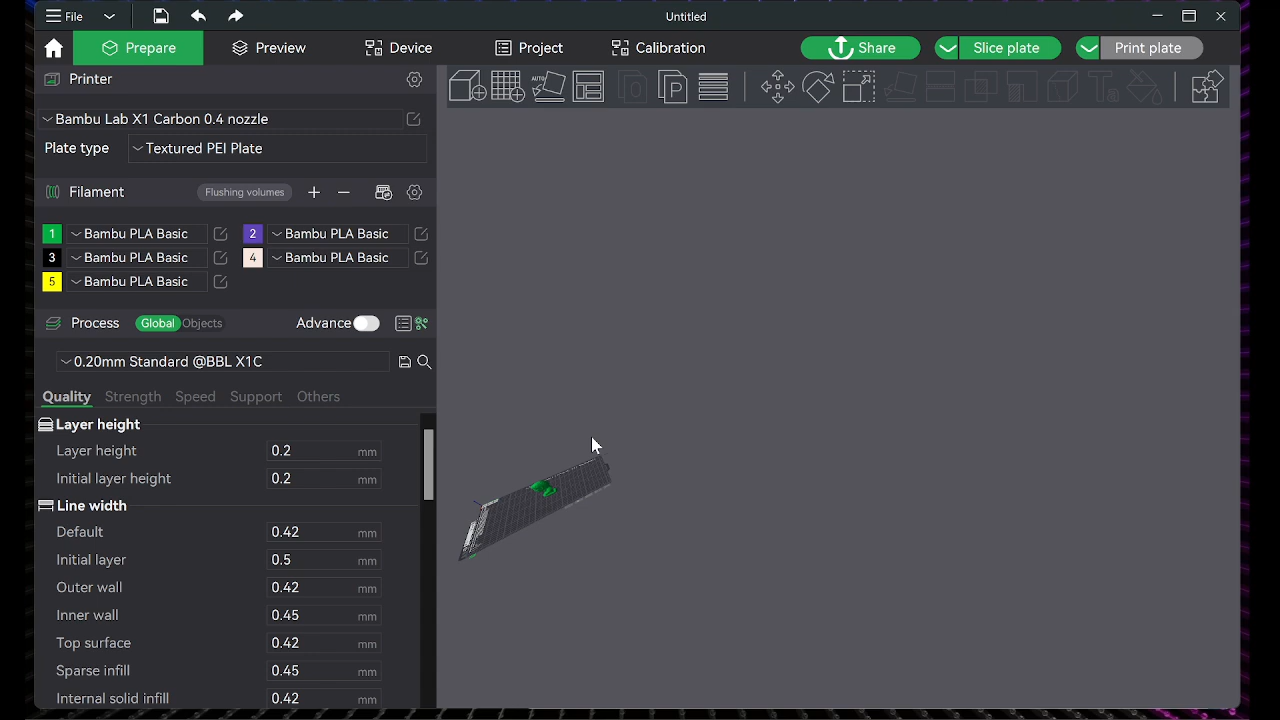 File
Untitled
Prepare
Preview
Device
Project
Calibration
Share
Slice plate
Print plate
Printer
Bambu Lab X1 Carbon 0.4 nozzle
Plate type
Textured PEI Plate
Filament
Flushing volumes
1 Bambu PLA Basic
2 Bambu PLA Basic
3 Bambu PLA Basic
4 Bambu PLA Basic
5 Bambu PLA Basic
Process
Global
Objects
Advance
0.20mm Standard @BBL X1C
Quality
Strength
Speed
Support
Others
Layer height
Layer height 0.2 mm
Initial layer height 0.2 mm
Line width
Default 0.42 mm
Initial layer 0.5 mm
Outer wall 0.42 mm
Inner wall 0.45 mm
Top surface 0.42 mm
Sparse infill 0.45 mm
Internal solid infill 0.42 mm
AUTO
P
Ta